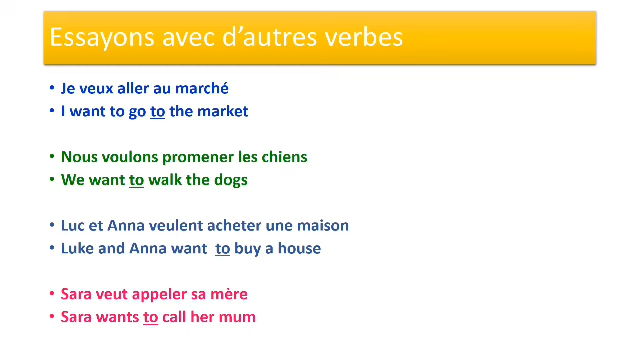 Essayons avec d'autres verbes
• Je veux aller au marché
• I want to go to the market
• Nous voulons promener les chiens
• We want to walk the dogs
• Luc et Anna veulent acheter une maison
• Luke and Anna want to buy a house
• Sara veut appeler sa mère
• Sara wants to call her mum